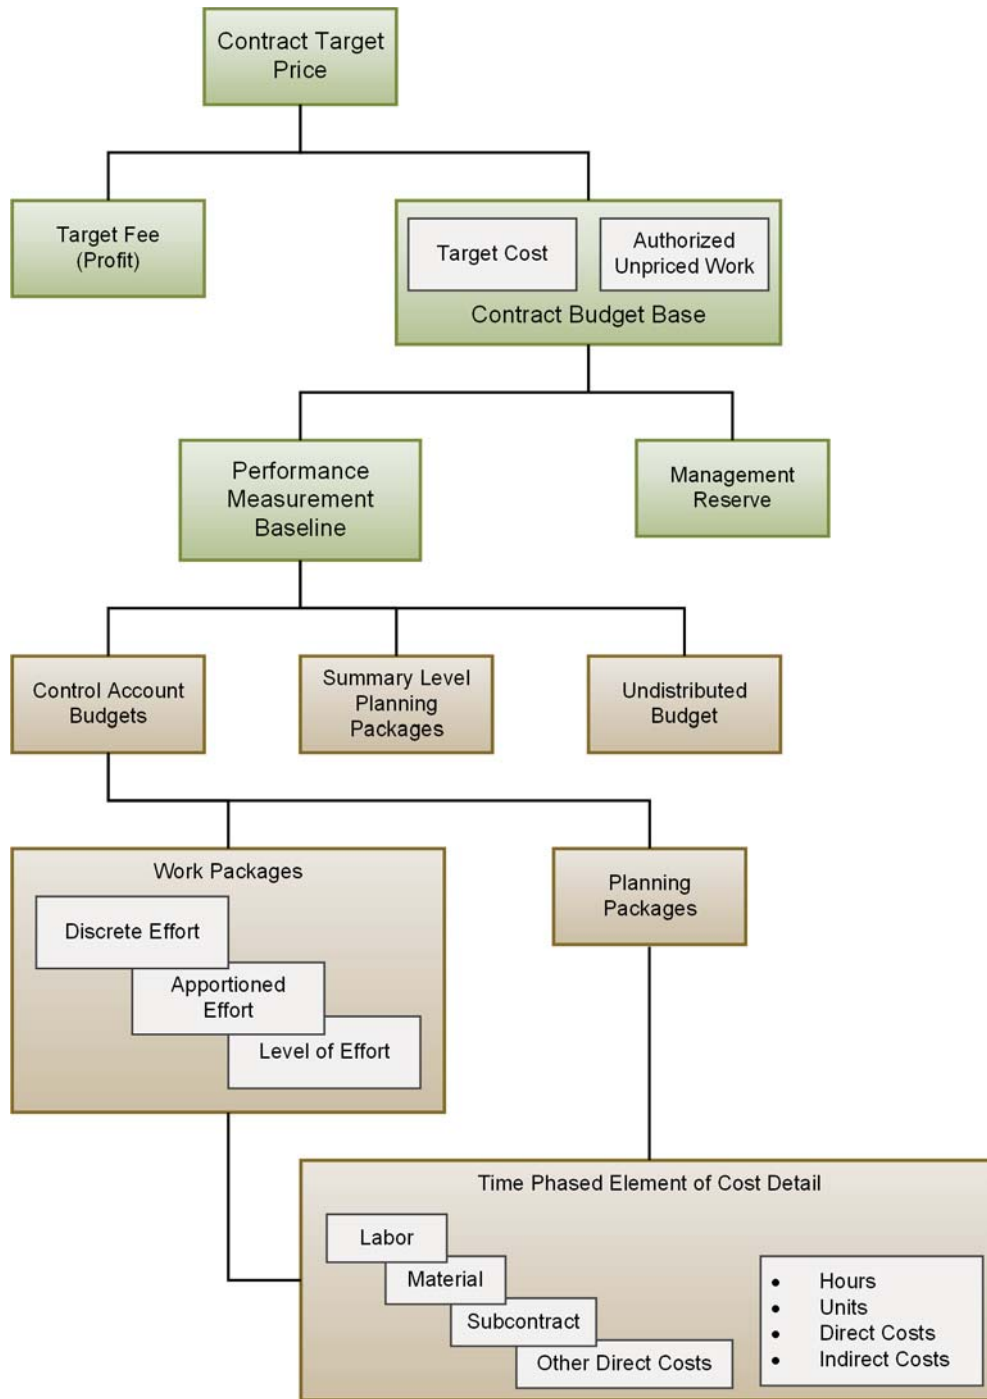 Contract Target
Price
Target Fee
(Profit)
Target Cost
Authorized
Unpriced Work
Contract Budget Base
Performance
Measurement
Baseline
Management
Reserve
Control Account
Budgets
Summary Level
Planning
Packages
Undistributed
Budget
Work Packages
Discrete Effort
Apportioned
Effort
Level of Effort
Planning
Packages
Time Phased Element of Cost Detail
Labor
Material
Subcontract
Other Direct Costs
• Hours
• Units
• Direct Costs
• Indirect Costs